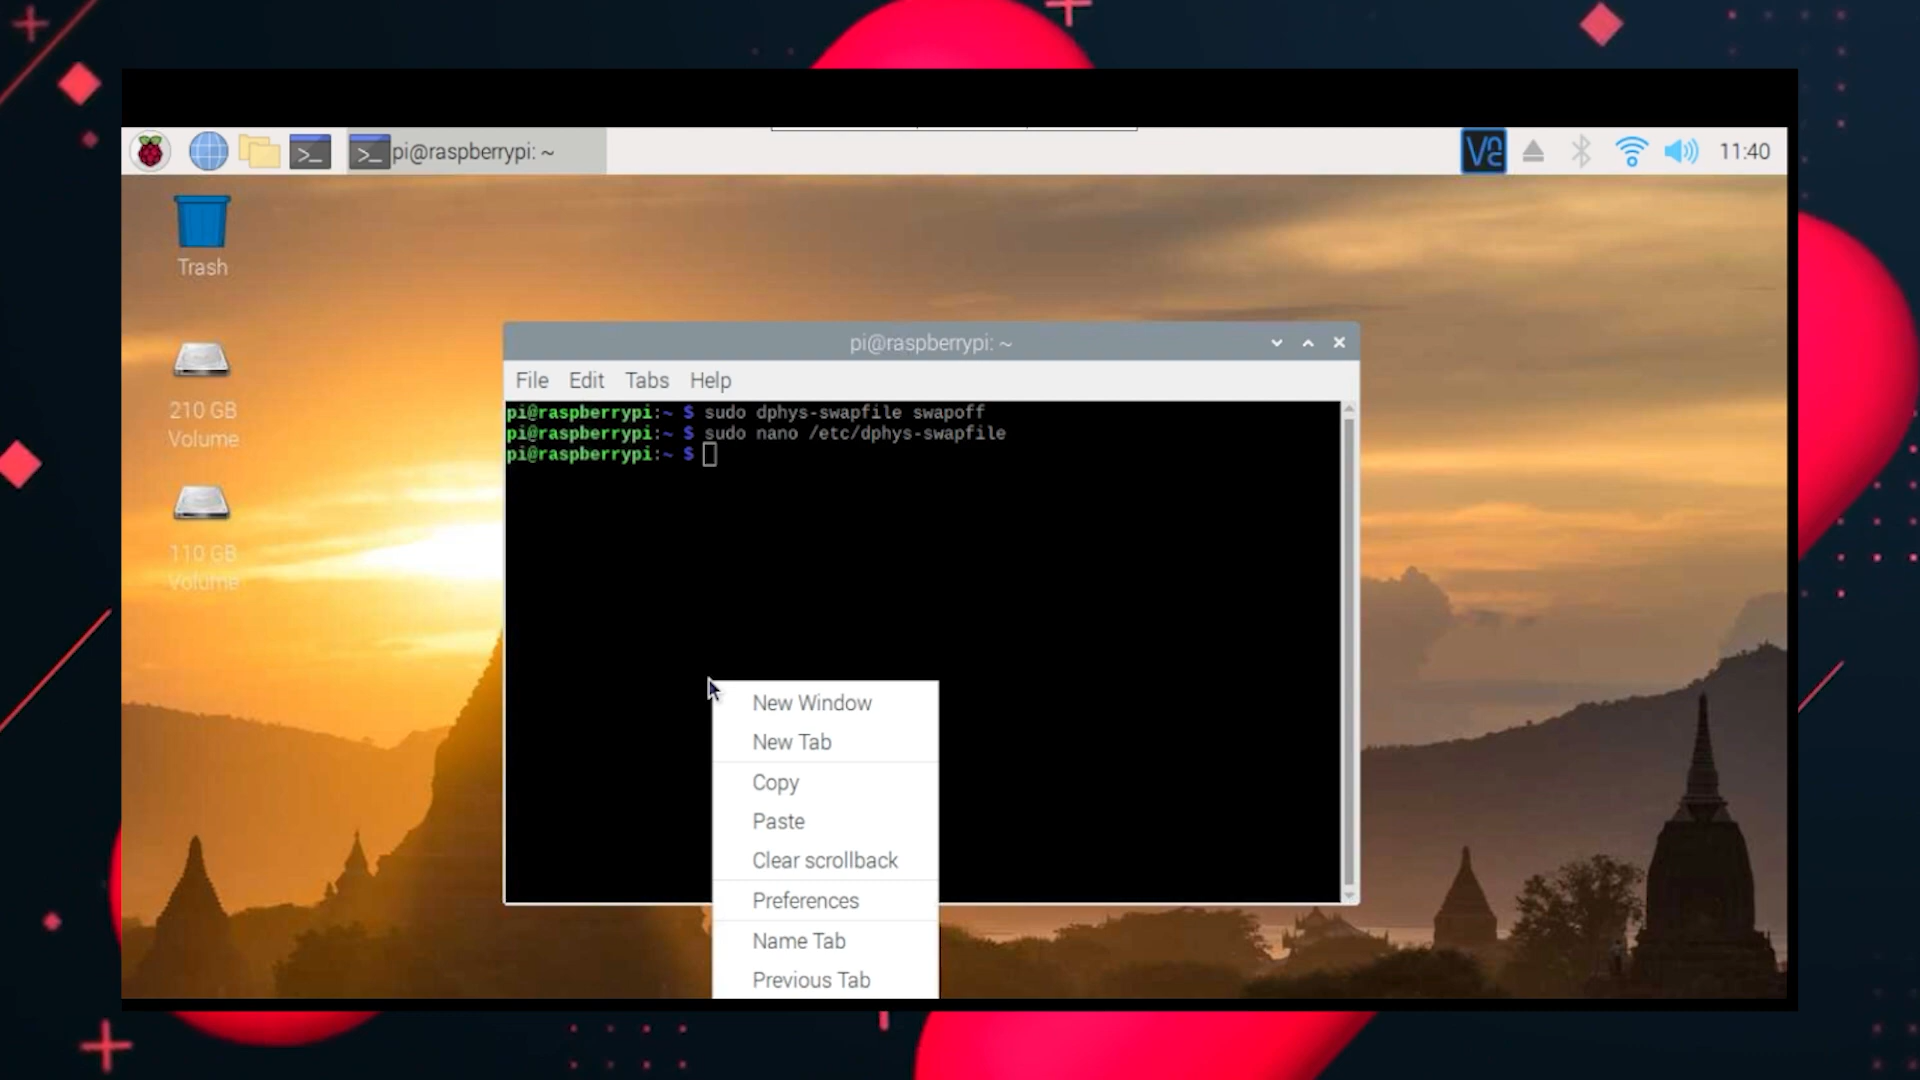 pi@raspberrypi: ~
VNC
11:40
Trash
210 GB
Volume
110 GB
Volume
pi@raspberrypi: ~
File Edit Tabs Help
pi@raspberrypi:~ $ sudo dphys-swapfile swapoff
pi@raspberrypi:~ $ sudo nano /etc/dphys-swapfile
pi@raspberrypi:~ $
New Window
New Tab
Copy
Paste
Clear scrollback
Preferences
Name Tab
Previous Tab